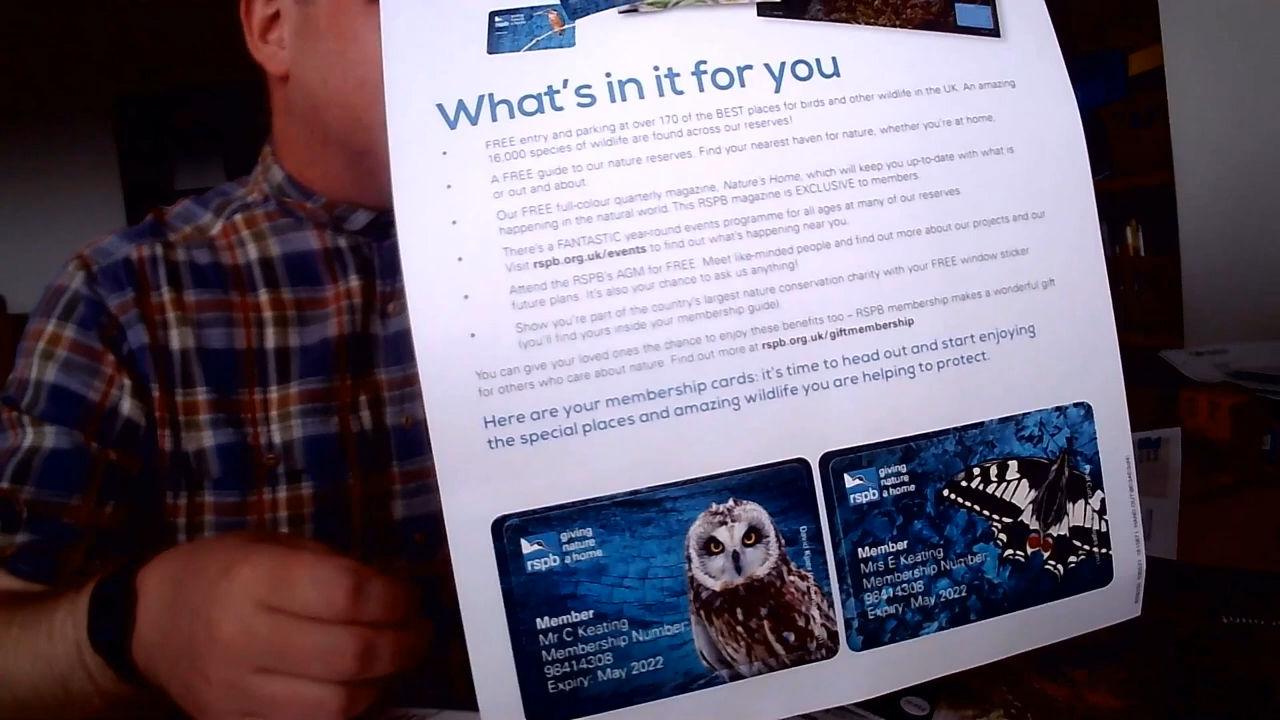 rspb
giving
nature
a home
What's in it for you
• FREE entry and parking at over 170 of the BEST places for birds and other wildlife in the UK. An amazing
16,000 species of wildlife are found across our reserves!
• A FREE guide to our nature reserves. Find your nearest haven for nature, whether you're at home,
or out and about.
• Our FREE full-colour quarterly magazine, Nature's Home, which will keep you up-to-date with what is
happening in the natural world. This RSPB magazine is EXCLUSIVE to members.
• There's a FANTASTIC year-round events programme for all ages at many of our reserves.
Visit rspb.org.uk/events to find out what's happening near you.
• Attend the RSPB's AGM for FREE. Meet like-minded people and find out more about our projects and our
future plans. It's also your chance to ask us anything!
• Show you're part of the country's largest nature conservation charity with your FREE window sticker
(you'll find yours inside your membership guide).
You can give your loved ones the chance to enjoy these benefits too – RSPB membership makes a wonderful gift
for others who care about nature. Find out more at rspb.org.uk/giftmembership
Here are your membership cards: it's time to head out and start enjoying
the special places and amazing wildlife you are helping to protect.
rspb
giving
nature
a home
Member
Mr C Keating
Membership Number:
98414308
Expiry: May 2022
rspb
giving
nature
a home
Member
Mrs E Keating
Membership Number:
98414308
Expiry: May 2022